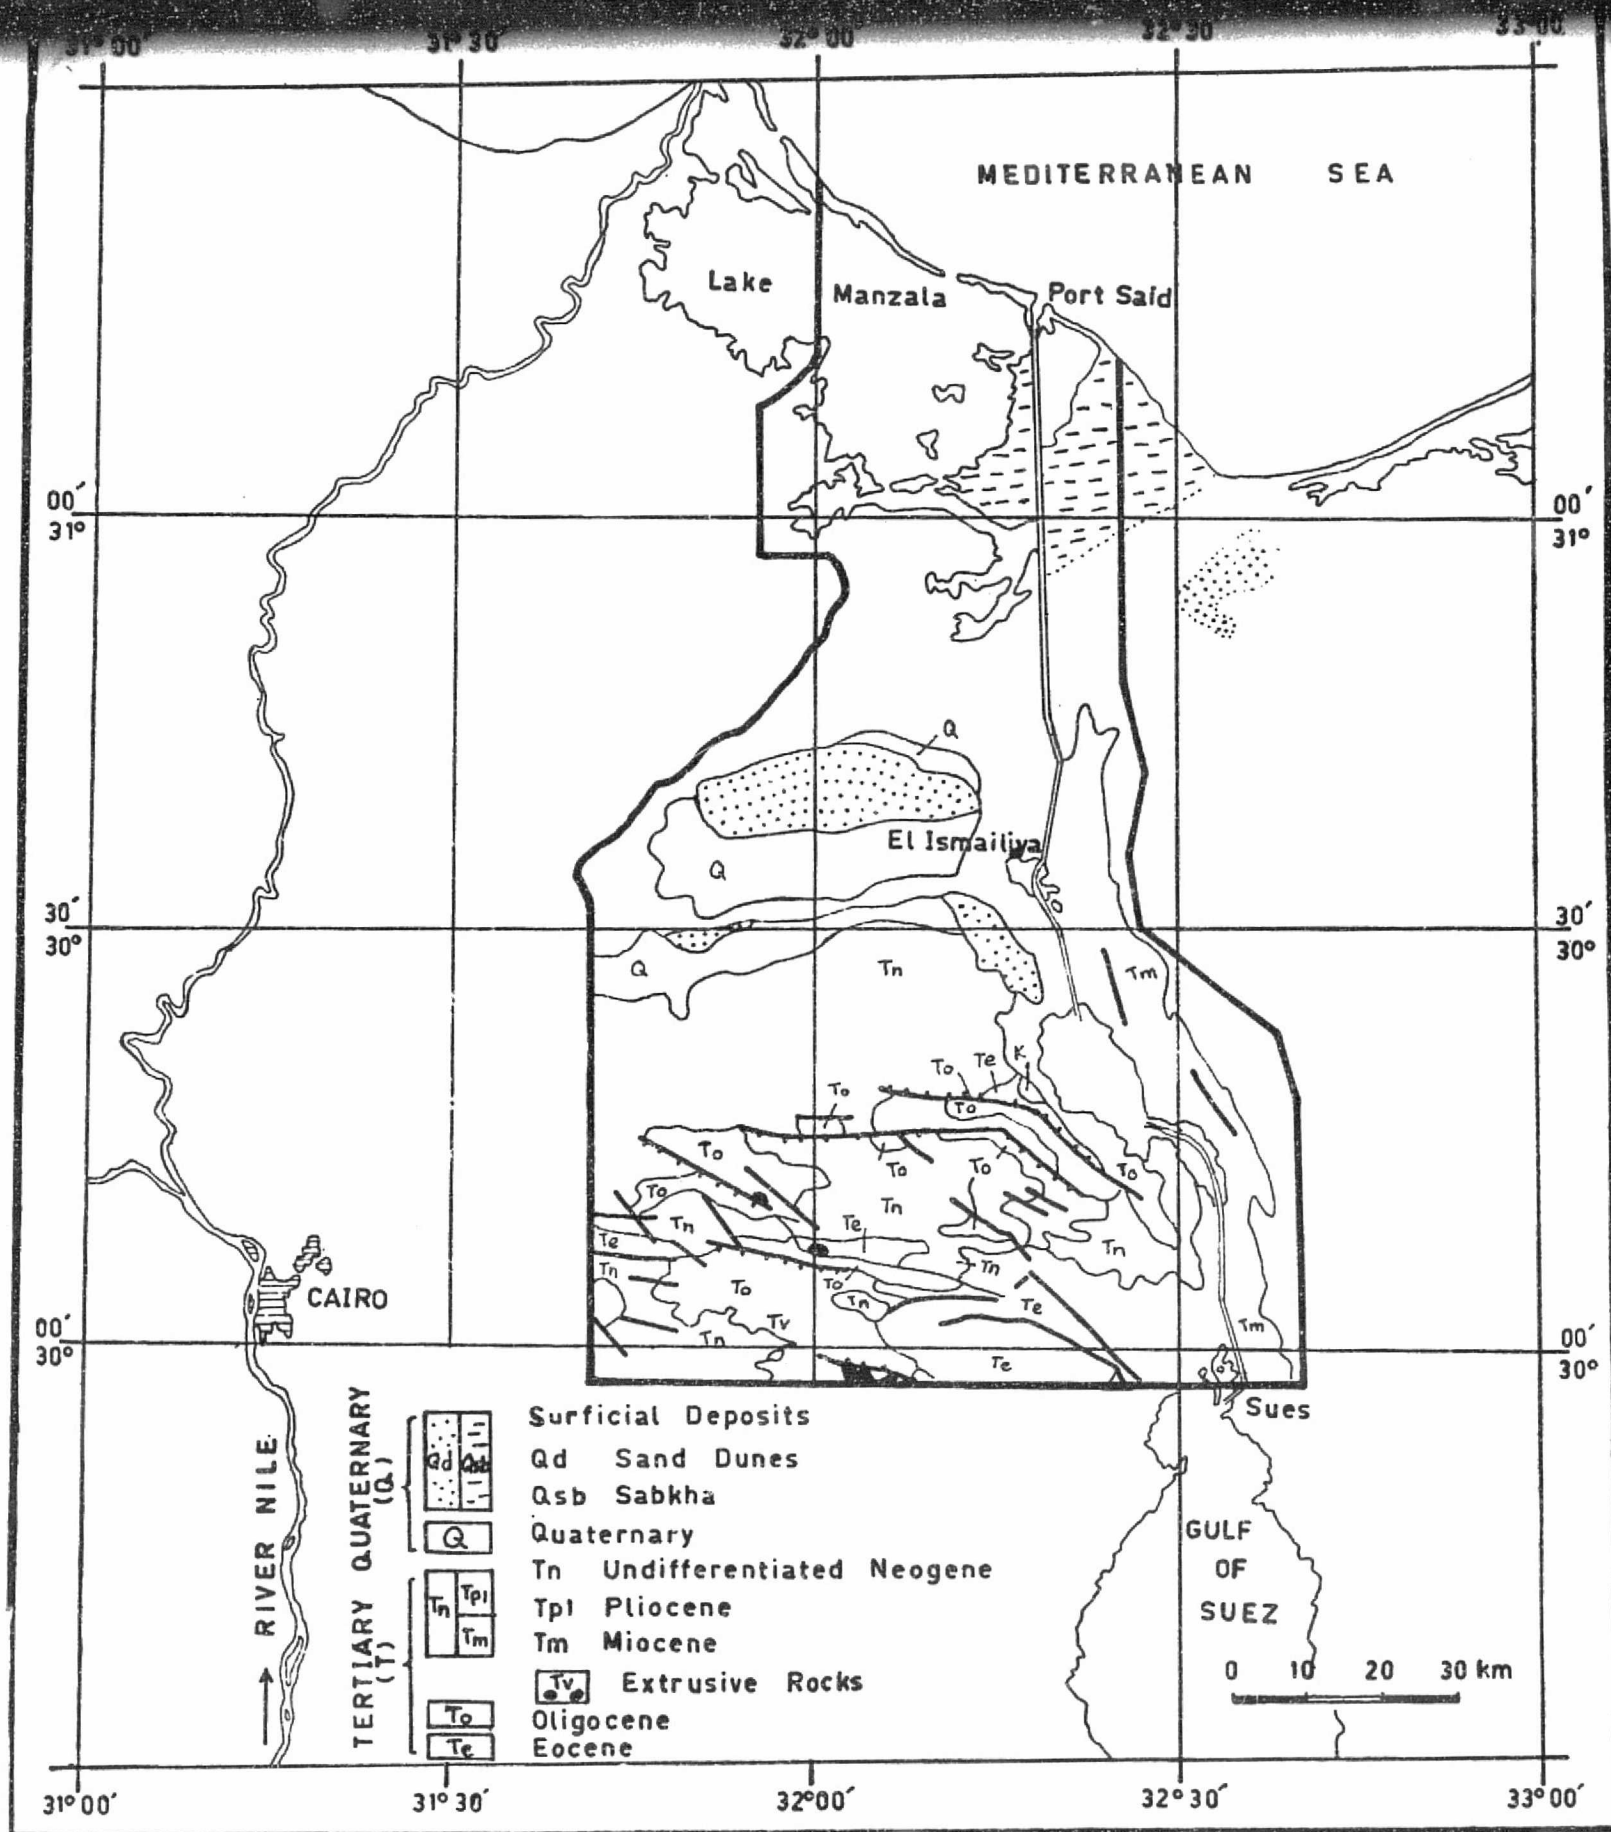 31° 00′ 31° 30′ 32° 00′ 32° 30 33° 00
MEDITERRANEAN SEA
Lake Manzala Port Said
00′ 00′
31° 31°
Q
El Ismailiya
Q
30′ 30′
30° 30°
Q Tn Tm
To Te K
To To
To To To To
To Tn
Tn Te
Te Tn
Tn Tn
To To
CAIRO Tn Te
Tv Tm
00′ Tn 00′
30° Te 30°
Sues
RIVER NILE
QUATERNARY
(Q)
TERTIARY
(T)
Surficial Deposits
Qd Qsb Qd Sand Dunes
Qsb Sabkha
Q Quaternary
Tn Undifferentiated Neogene
Tn Tpl Tpl Pliocene
Tm Tm Miocene
Tv Extrusive Rocks
To Oligocene
Te Eocene
GULF
OF
SUEZ
0 10 20 30 km
31° 00′ 31° 30′ 32° 00′ 32° 30′ 33° 00′